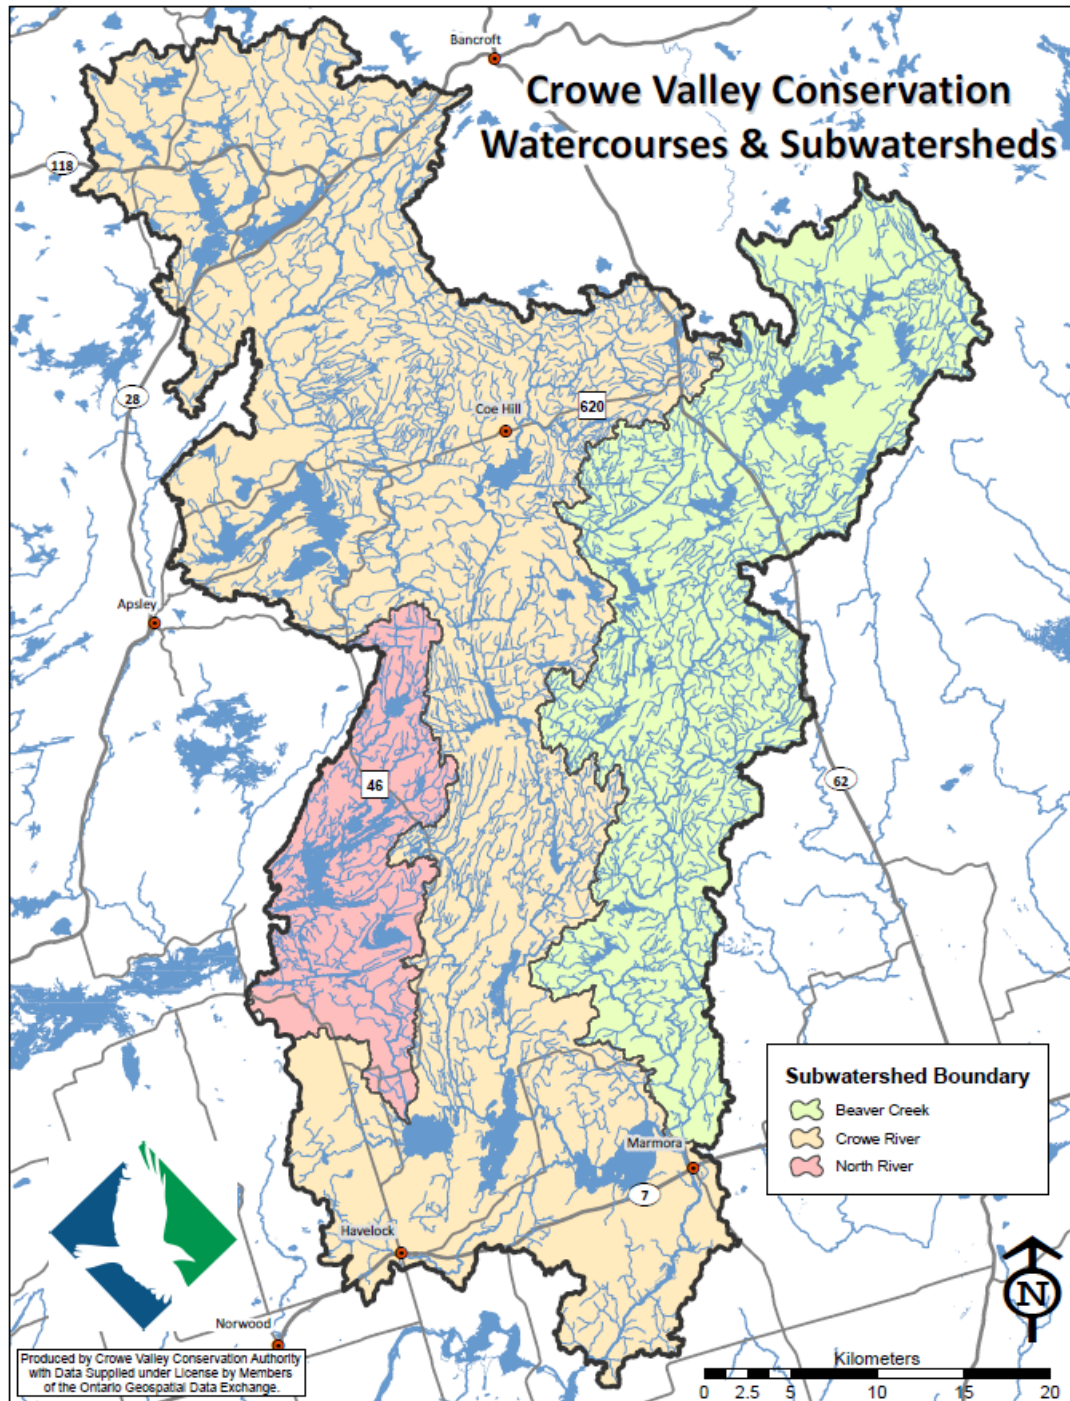 Bancroft
Crowe Valley Conservation
Watercourses & Subwatersheds
118
28
Coe Hill
620
Apsley
46
62
Subwatershed Boundary
Beaver Creek
Crowe River
North River
Marmora
7
Havelock
Norwood
N
Produced by Crowe Valley Conservation Authority
with Data Supplied under License by Members
of the Ontario Geospatial Data Exchange.
Kilometers
0 2.5 5 10 15 20